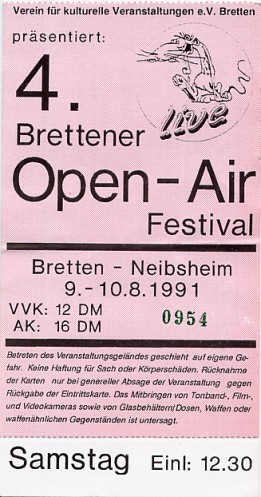 Verein für kulturelle Veranstaltungen e.V. Bretten
präsentiert:
4.
live
Brettener
Open-Air
Festival
Bretten - Neibsheim
9.-10.8.1991
VVK: 12 DM
AK: 16 DM
0954
Betreten des Veranstaltungsgeländes geschieht auf eigene Ge-
fahr. Keine Haftung für Sach oder Körperschäden. Rücknahme
der Karten nur bei genereller Absage der Veranstaltung gegen
Rückgabe der Eintrittskarte. Das Mitbringen von Tonband-, Film-
und Videokameras sowie von Glasbehältern/Dosen, Waffen oder
waffenähnlichen Gegenständen ist untersagt.
Samstag Einl: 12.30